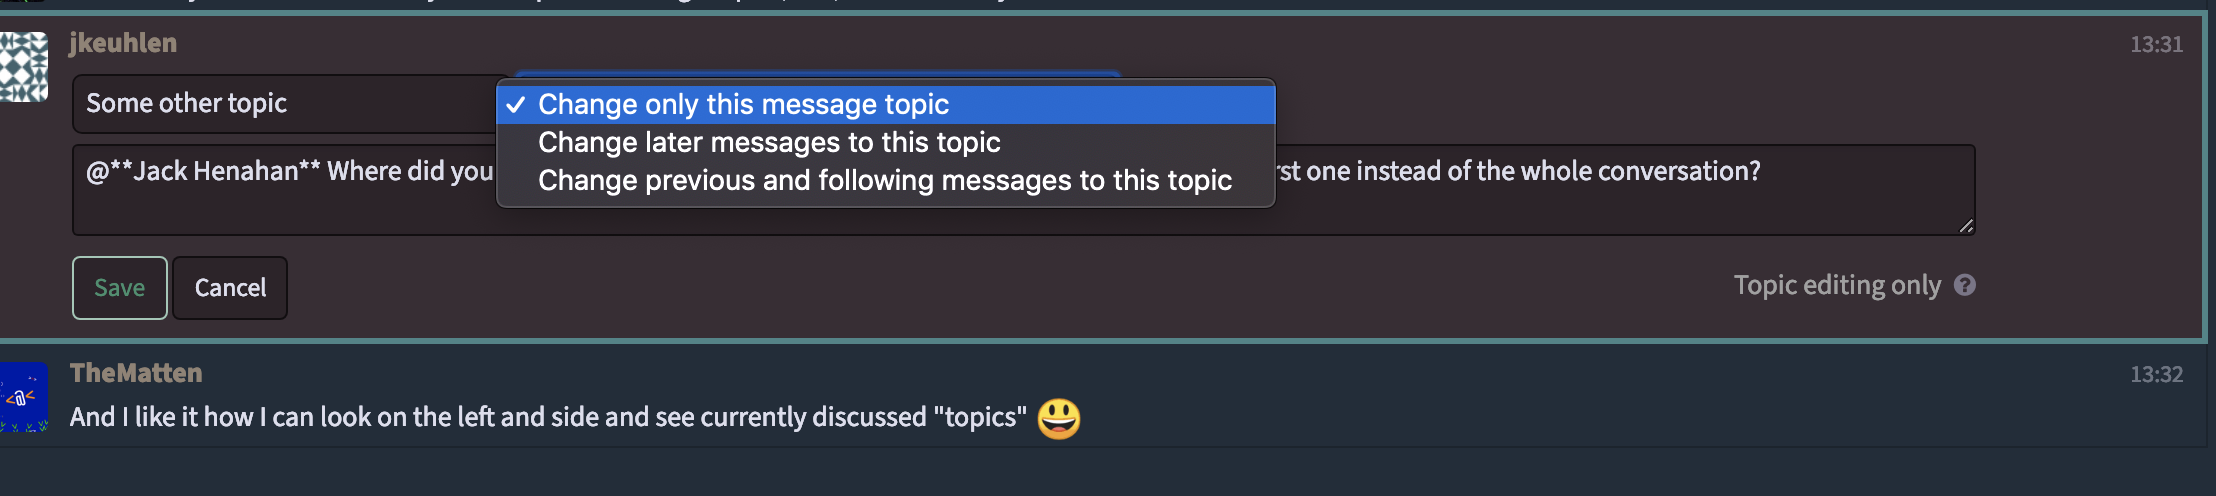 jkeuhlen
13:31
Some other topic
✓ Change only this message topic
Change later messages to this topic
Change previous and following messages to this topic
@**Jack Henahan** Where did you
one instead of the whole conversation?
Save
Cancel
Topic editing only
TheMatten
13:32
And I like it how I can look on the left and side and see currently discussed "topics" 😃